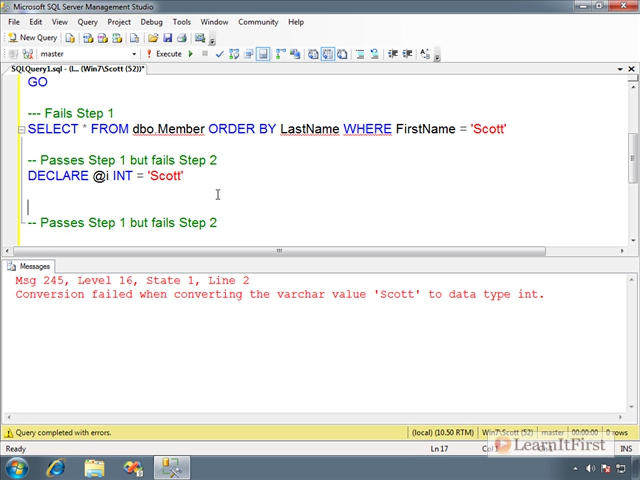 Microsoft SQL Server Management Studio
File Edit View Query Project Debug Tools Window Community Help
New Query
master Execute
SQLQuery1.sql - (l... (Win7\Scott (52))*
GO
--- Fails Step 1
SELECT * FROM dbo.Member ORDER BY LastName WHERE FirstName = 'Scott'
-- Passes Step 1 but fails Step 2
DECLARE @i INT = 'Scott'
-- Passes Step 1 but fails Step 2
Messages
Msg 245, Level 16, State 1, Line 2
Conversion failed when converting the varchar value 'Scott' to data type int.
Query completed with errors. (local) (10.50 RTM) Win7\Scott (52) master 00:00:00 0 rows
Ready Ln 17 INS
LearnItFirst